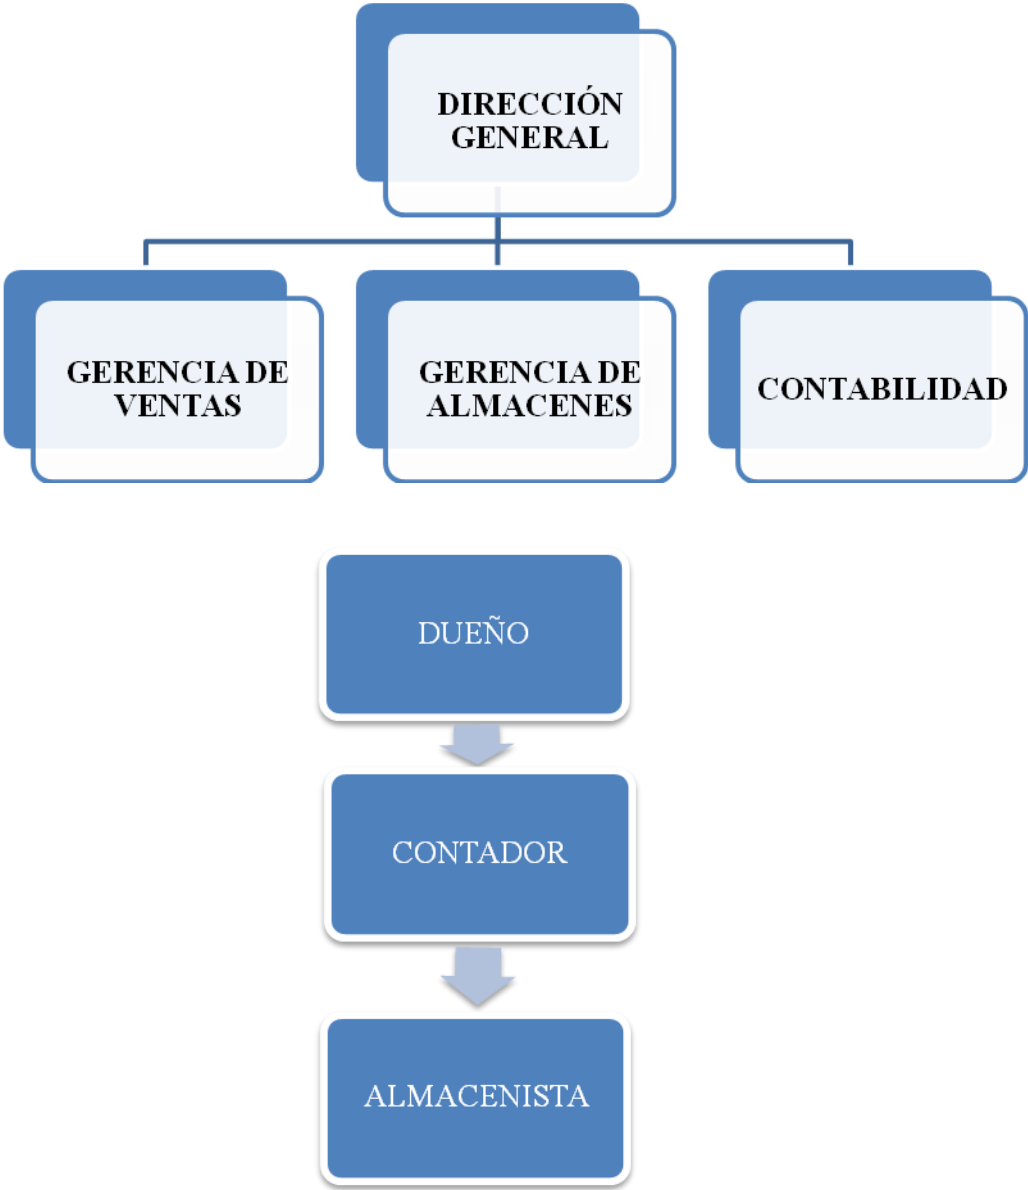 DIRECCIÓN
GENERAL
GERENCIA DE
VENTAS
GERENCIA DE
ALMACENES
CONTABILIDAD
DUEÑO
CONTADOR
ALMACENISTA